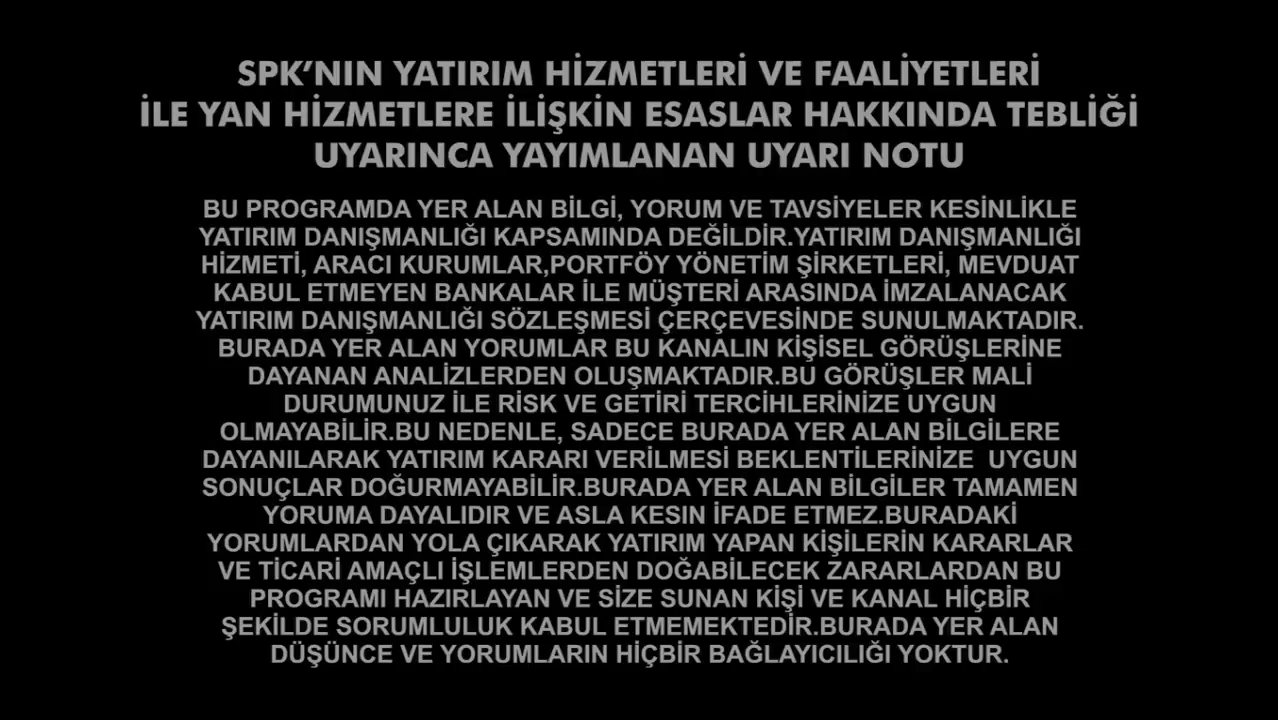 SPK’NIN YATIRIM HİZMETLERİ VE FAALİYETLERİ
İLE YAN HİZMETLERE İLİŞKİN ESASLAR HAKKINDA TEBLİĞİ
UYARINCA YAYIMLANAN UYARI NOTU
BU PROGRAMDA YER ALAN BİLGİ, YORUM VE TAVSİYELER KESİNLİKLE
YATIRIM DANIŞMANLIĞI KAPSAMINDA DEĞİLDİR.YATIRIM DANIŞMANLIĞI
HİZMETİ, ARACI KURUMLAR,PORTFÖY YÖNETİM ŞİRKETLERİ, MEVDUAT
KABUL ETMEYEN BANKALAR İLE MÜŞTERİ ARASINDA İMZALANACAK
YATIRIM DANIŞMANLIĞI SÖZLEŞMESİ ÇERÇEVESİNDE SUNULMAKTADIR.
BURADA YER ALAN YORUMLAR BU KANALIN KİŞİSEL GÖRÜŞLERİNE
DAYANAN ANALİZLERDEN OLUŞMAKTADIR.BU GÖRÜŞLER MALİ
DURUMUNUZ İLE RİSK VE GETİRİ TERCİHLERİNİZE UYGUN
OLMAYABİLİR.BU NEDENLE, SADECE BURADA YER ALAN BİLGİLERE
DAYANILARAK YATIRIM KARARI VERİLMESİ BEKLENTİLERİNİZE  UYGUN
SONUÇLAR DOĞURMAYABİLİR.BURADA YER ALAN BİLGİLER TAMAMEN
YORUMA DAYALIDIR VE ASLA KESIN İFADE ETMEZ.BURADAKİ
YORUMLARDAN YOLA ÇIKARAK YATIRIM YAPAN KİŞİLERİN KARARLAR
VE TİCARİ AMAÇLI İŞLEMLERDEN DOĞABİLECEK ZARARLARDAN BU
PROGRAMI HAZIRLAYAN VE SİZE SUNAN KİŞİ VE KANAL HİÇBİR
ŞEKİLDE SORUMLULUK KABUL ETMEMEKTEDİR.BURADA YER ALAN
DÜŞÜNCE VE YORUMLARIN HİÇBİR BAĞLAYICILIĞI YOKTUR.